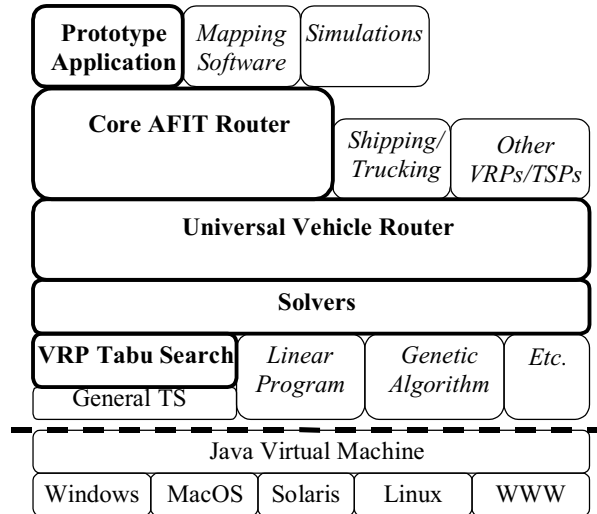 Prototype Application
Mapping Software
Simulations
Core AFIT Router
Shipping/ Trucking
Other VRPs/TSPs
Universal Vehicle Router
Solvers
VRP Tabu Search
General TS
Linear Program
Genetic Algorithm
Etc.
Java Virtual Machine
Windows
MacOS
Solaris
Linux
WWW